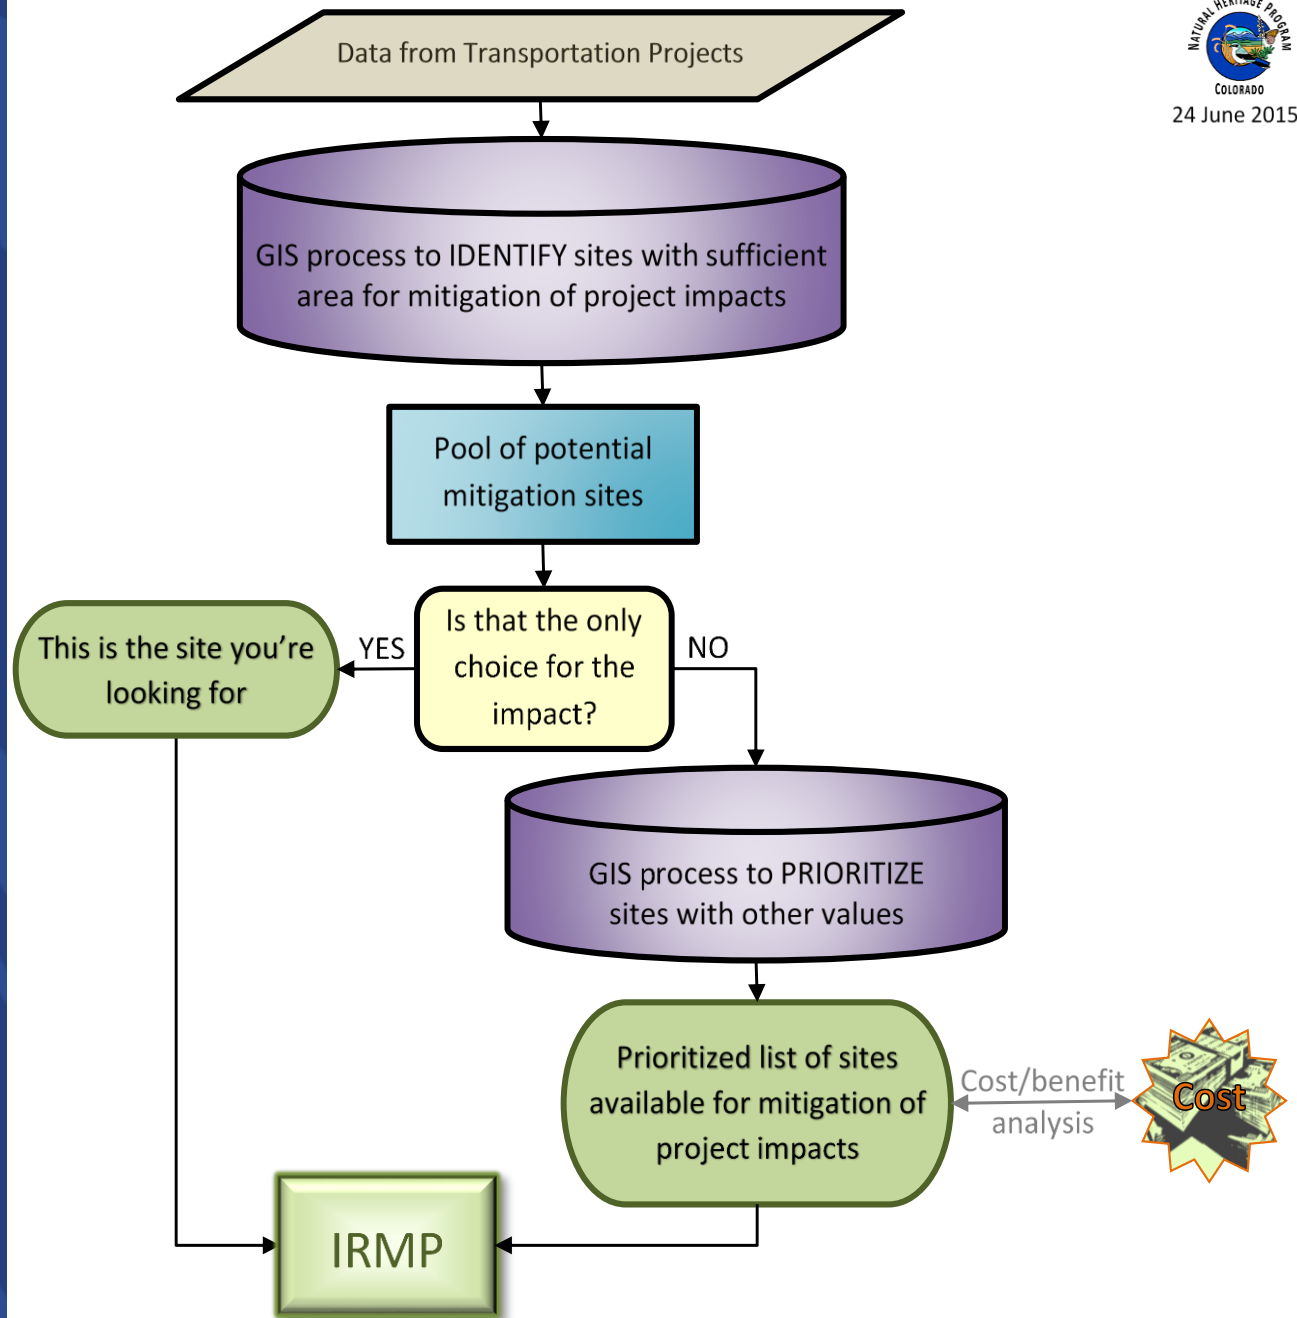 Data from Transportation Projects
NATURAL HERITAGE PROGRAM
COLORADO
24 June 2015
GIS process to IDENTIFY sites with sufficient
area for mitigation of project impacts
Pool of potential
mitigation sites
Is that the only
choice for the
impact?
YES
NO
This is the site you’re
looking for
GIS process to PRIORITIZE
sites with other values
Prioritized list of sites
available for mitigation of
project impacts
Cost/benefit
analysis
Cost
IRMP